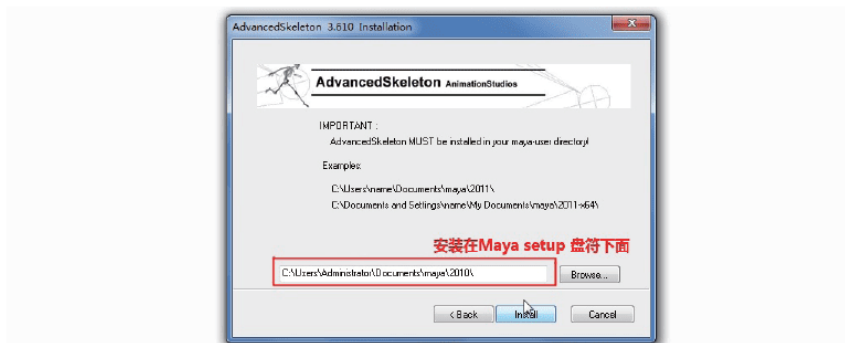 AdvancedSkeleton 3.610 Installation
AdvancedSkeleton AnimationStudios
IMPORTANT :
AdvancedSkeleton MUST be installed in your maya-user directory!
Examples:
C:\Users\name\Documents\maya\2011\
C:\Documents and Settings\name\My Documents\maya\2011-x64\
安装在Maya setup 盘符下面
C:\Users\Administrator\Documents\maya\2010\
Browse...
< Back
Install
Cancel